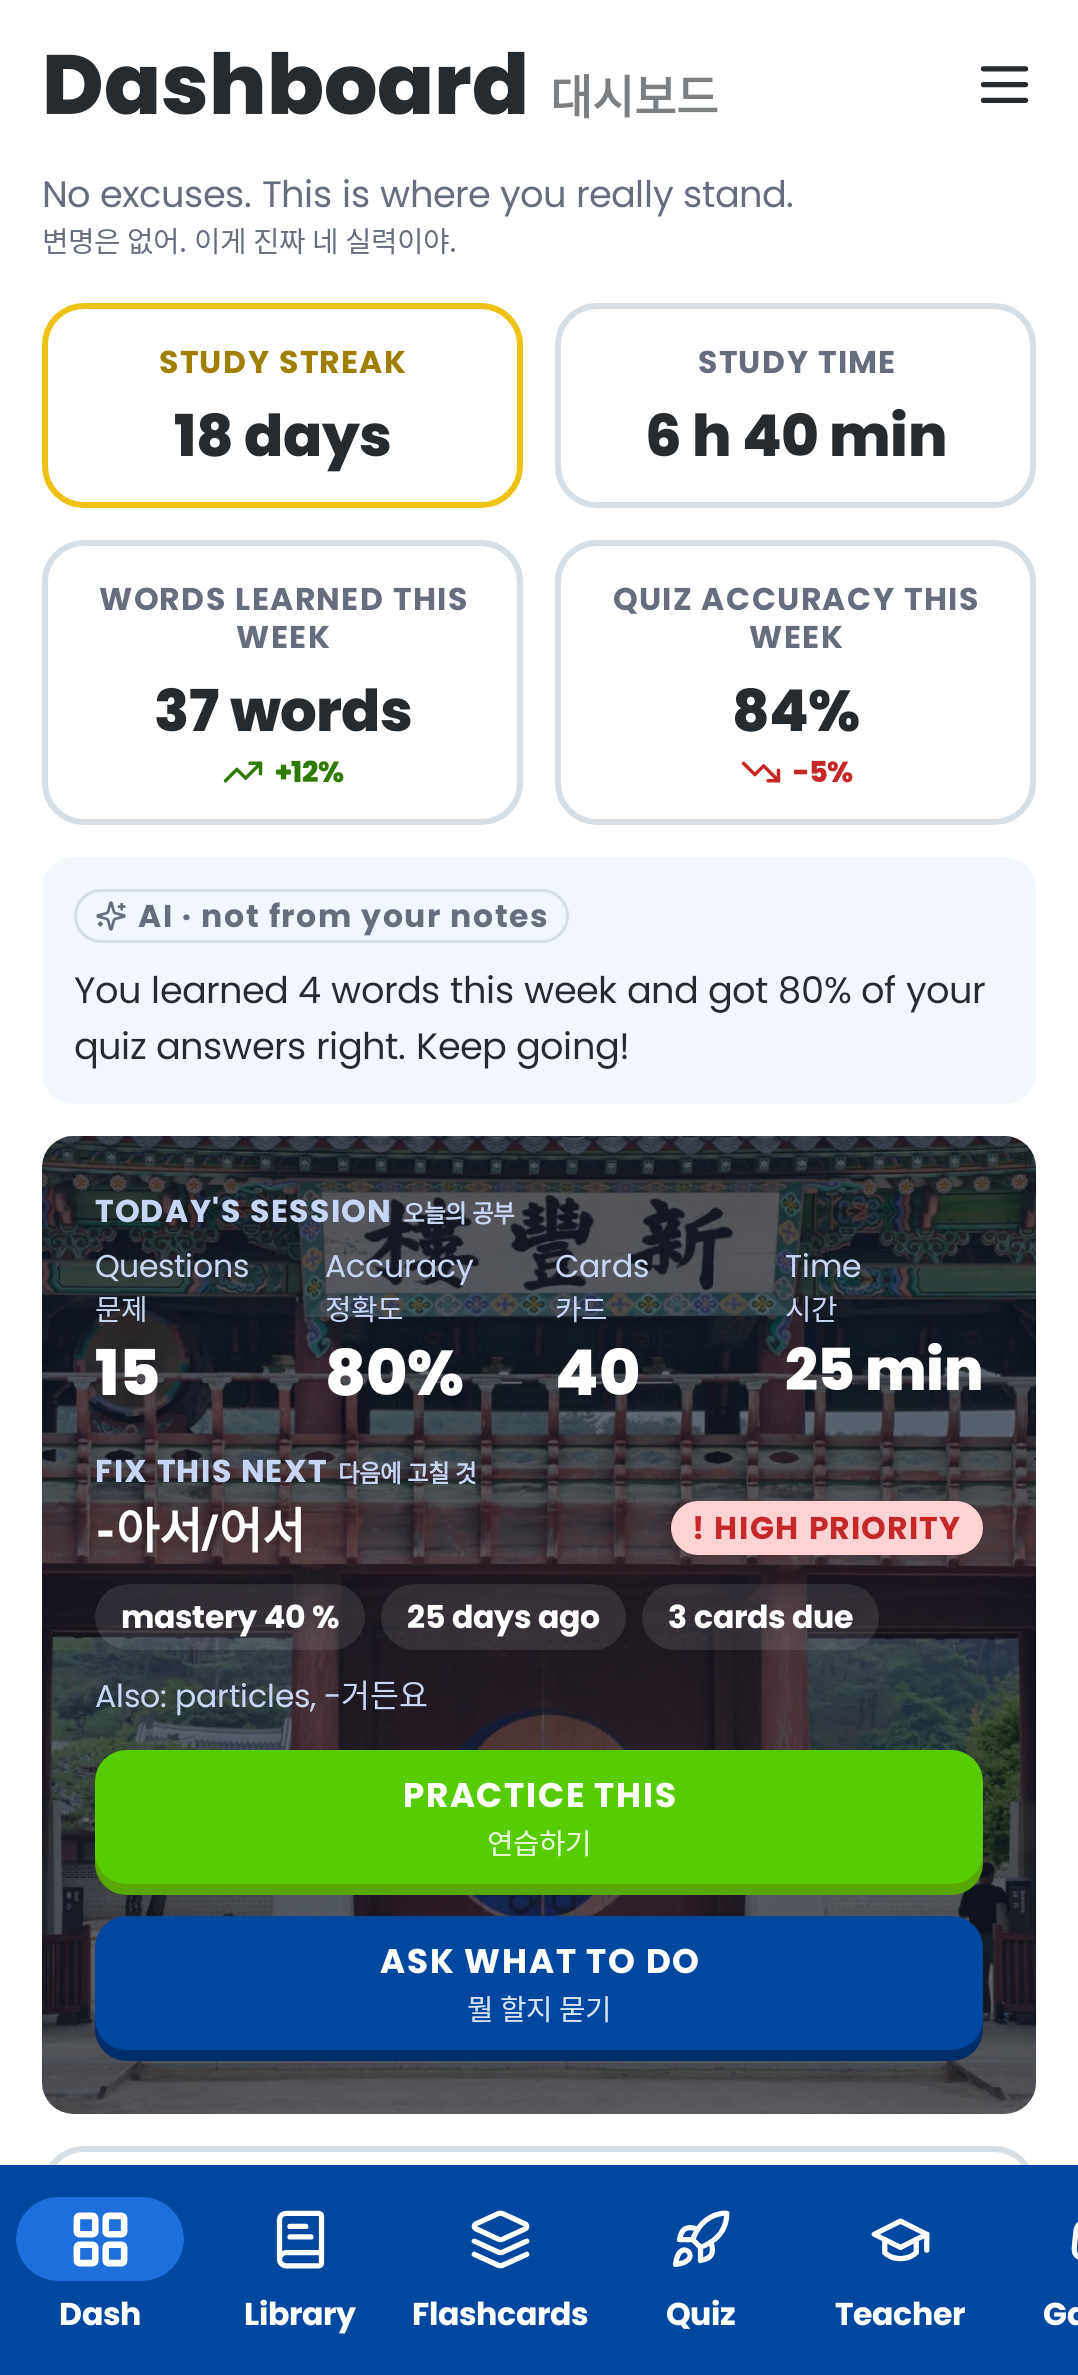 Dashboard 대시보드
No excuses. This is where you really stand.
변명은 없어. 이게 진짜 네 실력이야.
STUDY STREAK
18 days
STUDY TIME
6 h 40 min
WORDS LEARNED THIS
WEEK
37 words
+12%
QUIZ ACCURACY THIS
WEEK
84%
-5%
AI · not from your notes
You learned 4 words this week and got 80% of your
quiz answers right. Keep going!
樓豐新
TODAY'S SESSION 오늘의 공부
Questions
문제
15
Accuracy
정확도
80%
Cards
카드
40
Time
시간
25 min
FIX THIS NEXT 다음에 고칠 것
-아서/어서
! HIGH PRIORITY
mastery 40 %
25 days ago
3 cards due
Also: particles, -거든요
PRACTICE THIS
연습하기
ASK WHAT TO DO
뭘 할지 묻기
Dash
Library
Flashcards
Quiz
Teacher